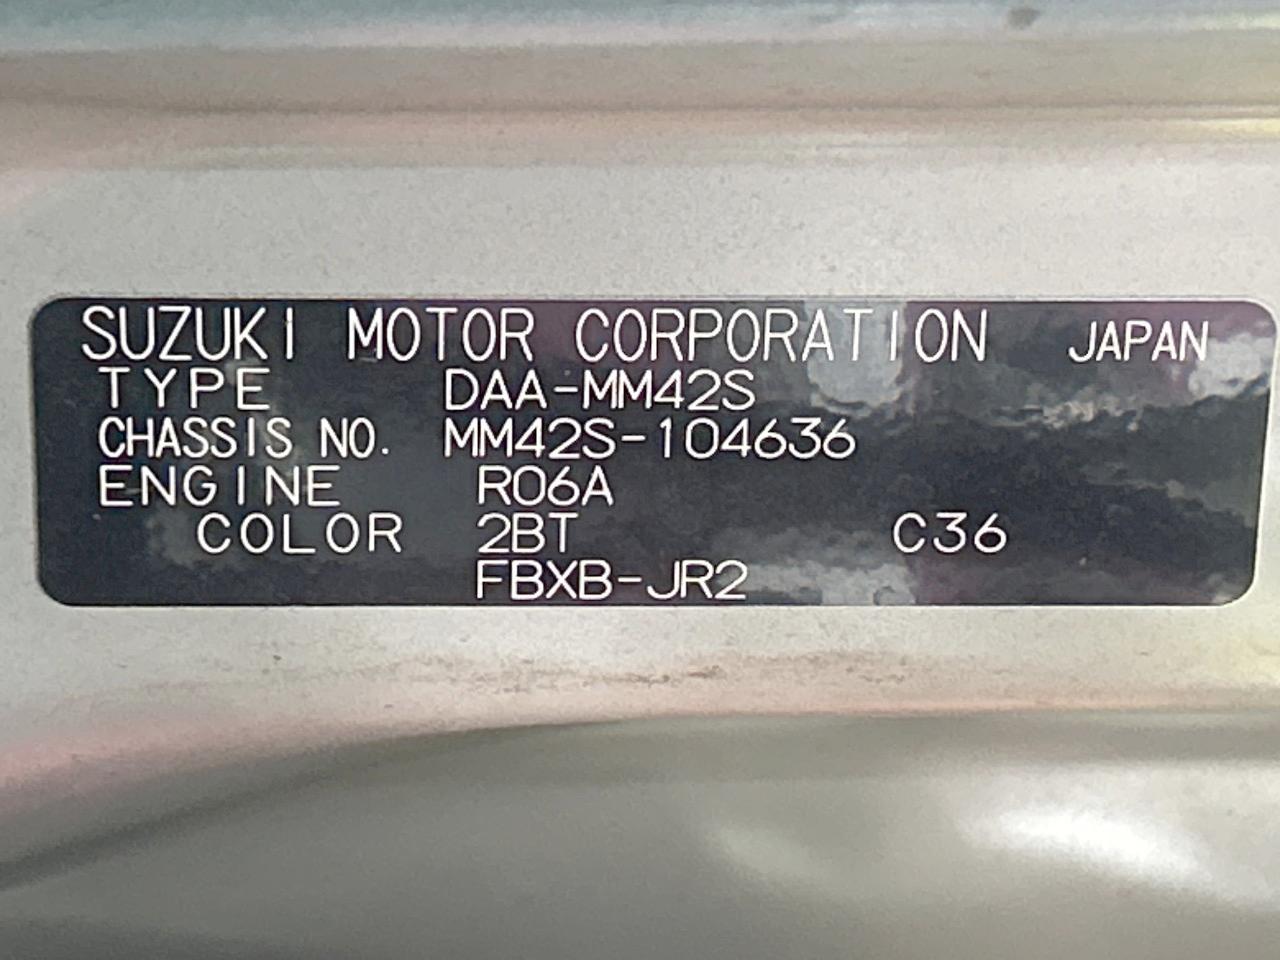 SUZUKI MOTOR CORPORATION JAPAN
TYPE DAA-MM42S
CHASSIS NO. MM42S-104636
ENGINE R06A
COLOR 2BT C36
FBXB-JR2